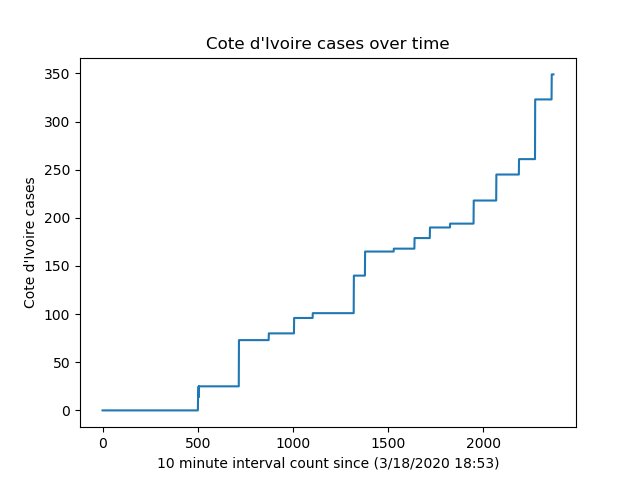 Cote d'Ivoire cases over time
350
300
250
200
150
100
50
0
Cote d'Ivoire cases
0 500 1000 1500 2000
10 minute interval count since (3/18/2020 18:53)